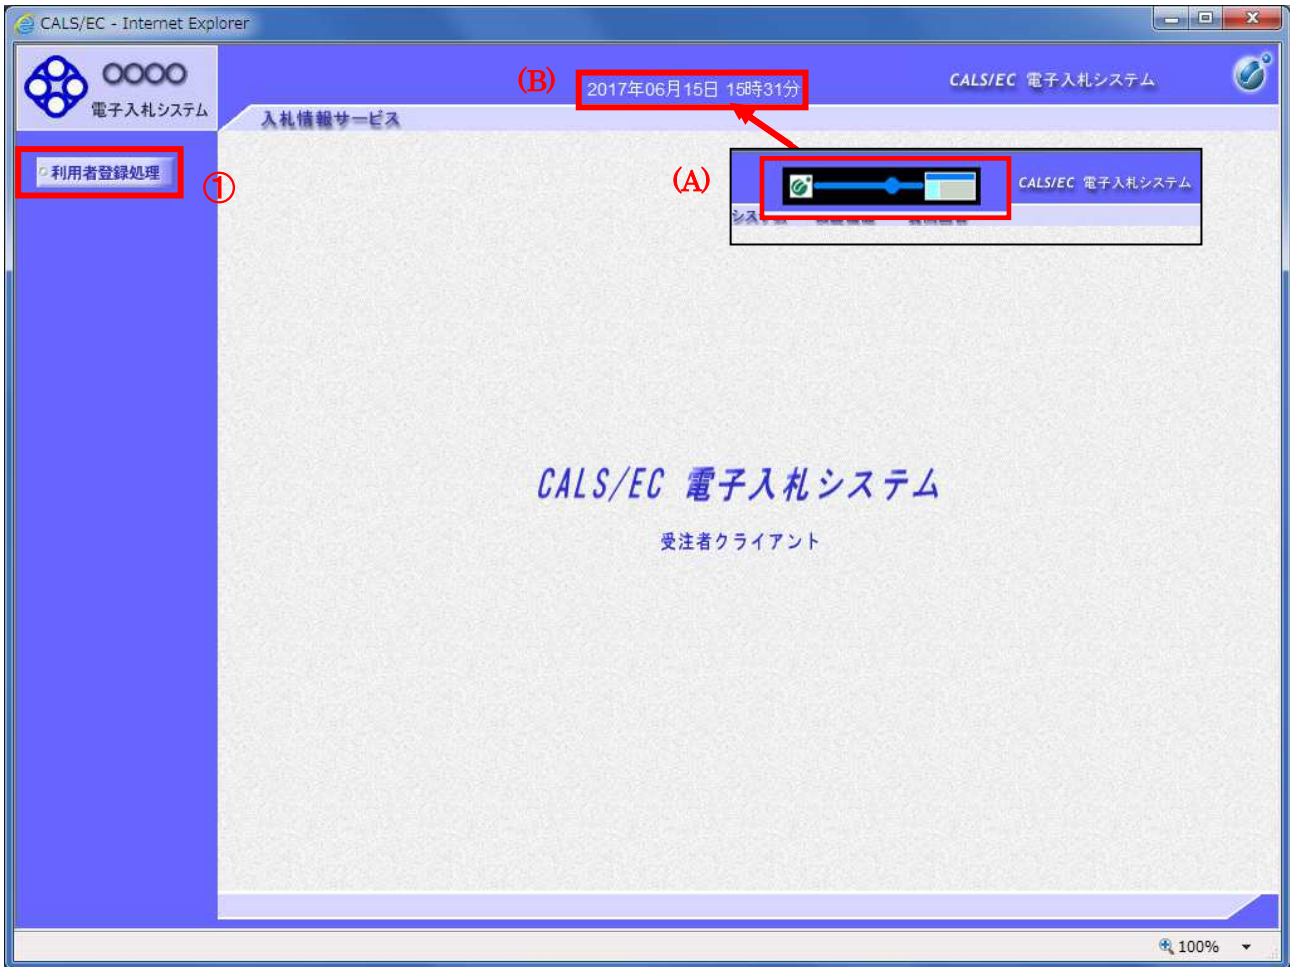 CALS/EC - Internet Explorer
○○○○
電子入札システム
(B)
2017年06月15日 15時31分
CALS/EC 電子入札システム
入札情報サービス
利用者登録処理
①
(A)
CALS/EC 電子入札システム
CALS/EC 電子入札システム
受注者クライアント
100%